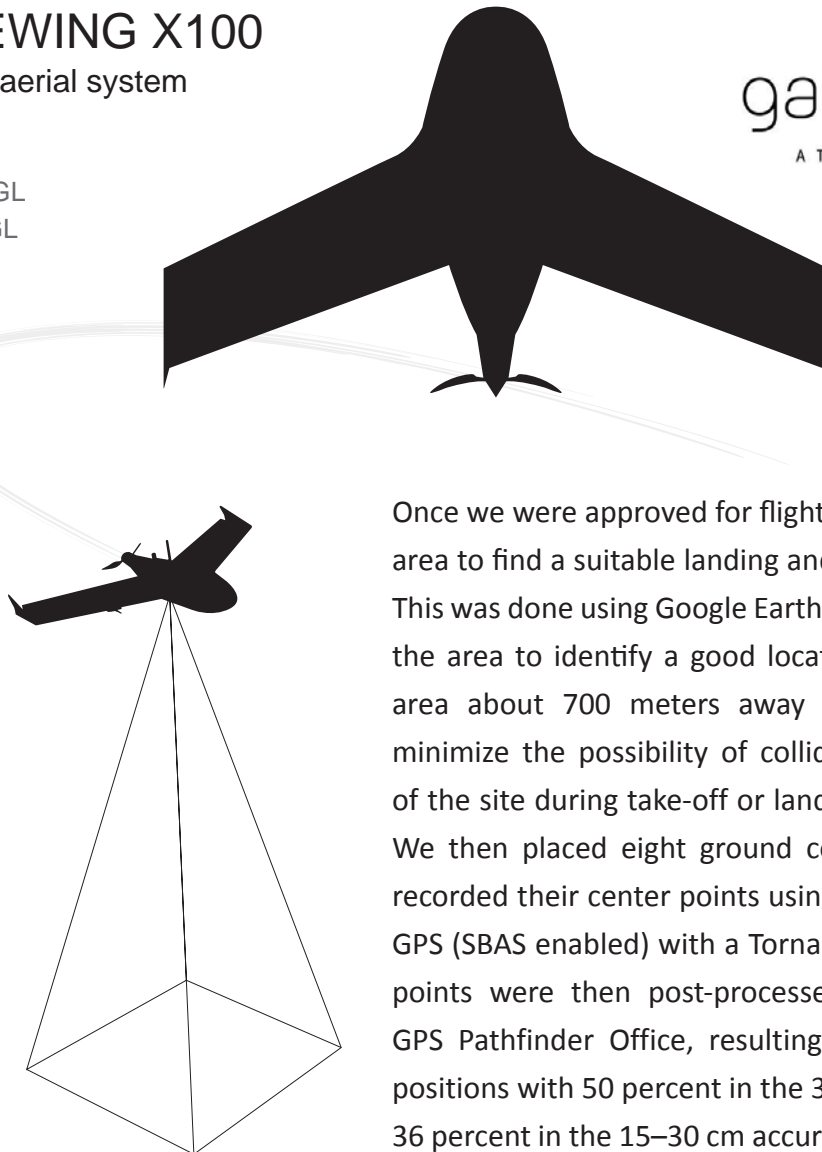 EWING X100
aerial system
GL
GL
ga
A T
Once we were approved for flight
area to find a suitable landing and
This was done using Google Earth
the area to identify a good locat
area about 700 meters away
minimize the possibility of collid
of the site during take-off or land
We then placed eight ground co
recorded their center points using
GPS (SBAS enabled) with a Torna
points were then post-processe
GPS Pathfinder Office, resulting
positions with 50 percent in the 3
36 percent in the 15–30 cm accur